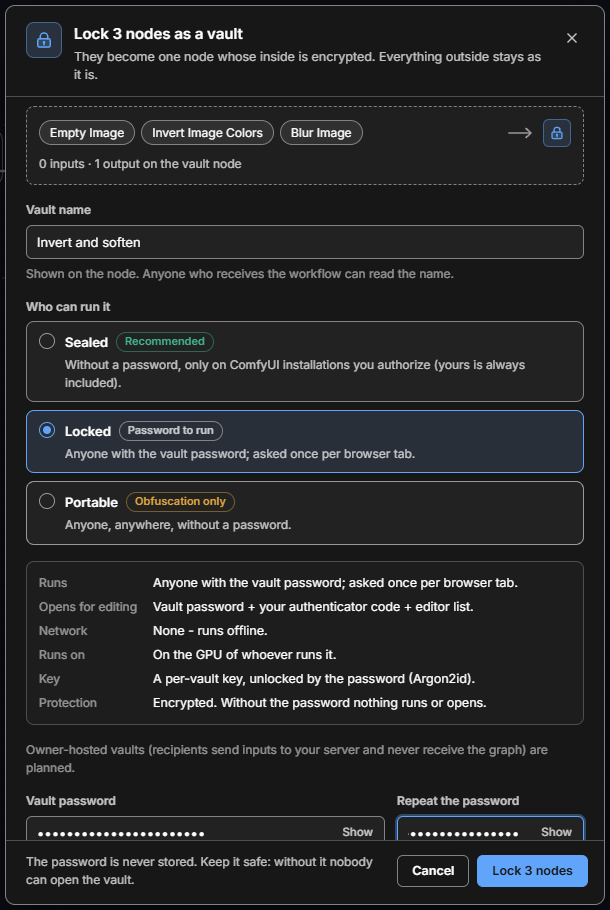 Lock 3 nodes as a vault
They become one node whose inside is encrypted. Everything outside stays as
it is.
Empty Image
Invert Image Colors
Blur Image
0 inputs · 1 output on the vault node
Vault name
Invert and soften
Shown on the node. Anyone who receives the workflow can read the name.
Who can run it
Sealed Recommended
Without a password, only on ComfyUI installations you authorize (yours is always
included).
Locked Password to run
Anyone with the vault password; asked once per browser tab.
Portable Obfuscation only
Anyone, anywhere, without a password.
Runs Anyone with the vault password; asked once per browser tab.
Opens for editing Vault password + your authenticator code + editor list.
Network None - runs offline.
Runs on On the GPU of whoever runs it.
Key A per-vault key, unlocked by the password (Argon2id).
Protection Encrypted. Without the password nothing runs or opens.
Owner-hosted vaults (recipients send inputs to your server and never receive the graph) are
planned.
Vault password Repeat the password
Show Show
The password is never stored. Keep it safe: without it nobody
can open the vault.
Cancel Lock 3 nodes